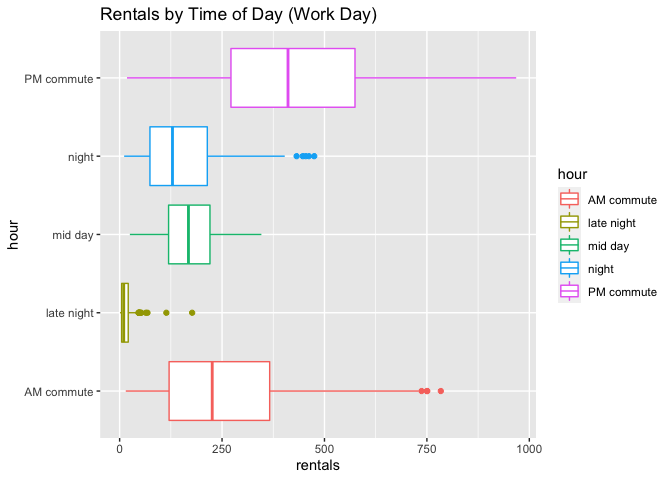 Rentals by Time of Day (Work Day)
hour
PM commute
night
mid day
late night
AM commute
0
250
500
750
1000
rentals
hour
AM commute
late night
mid day
night
PM commute